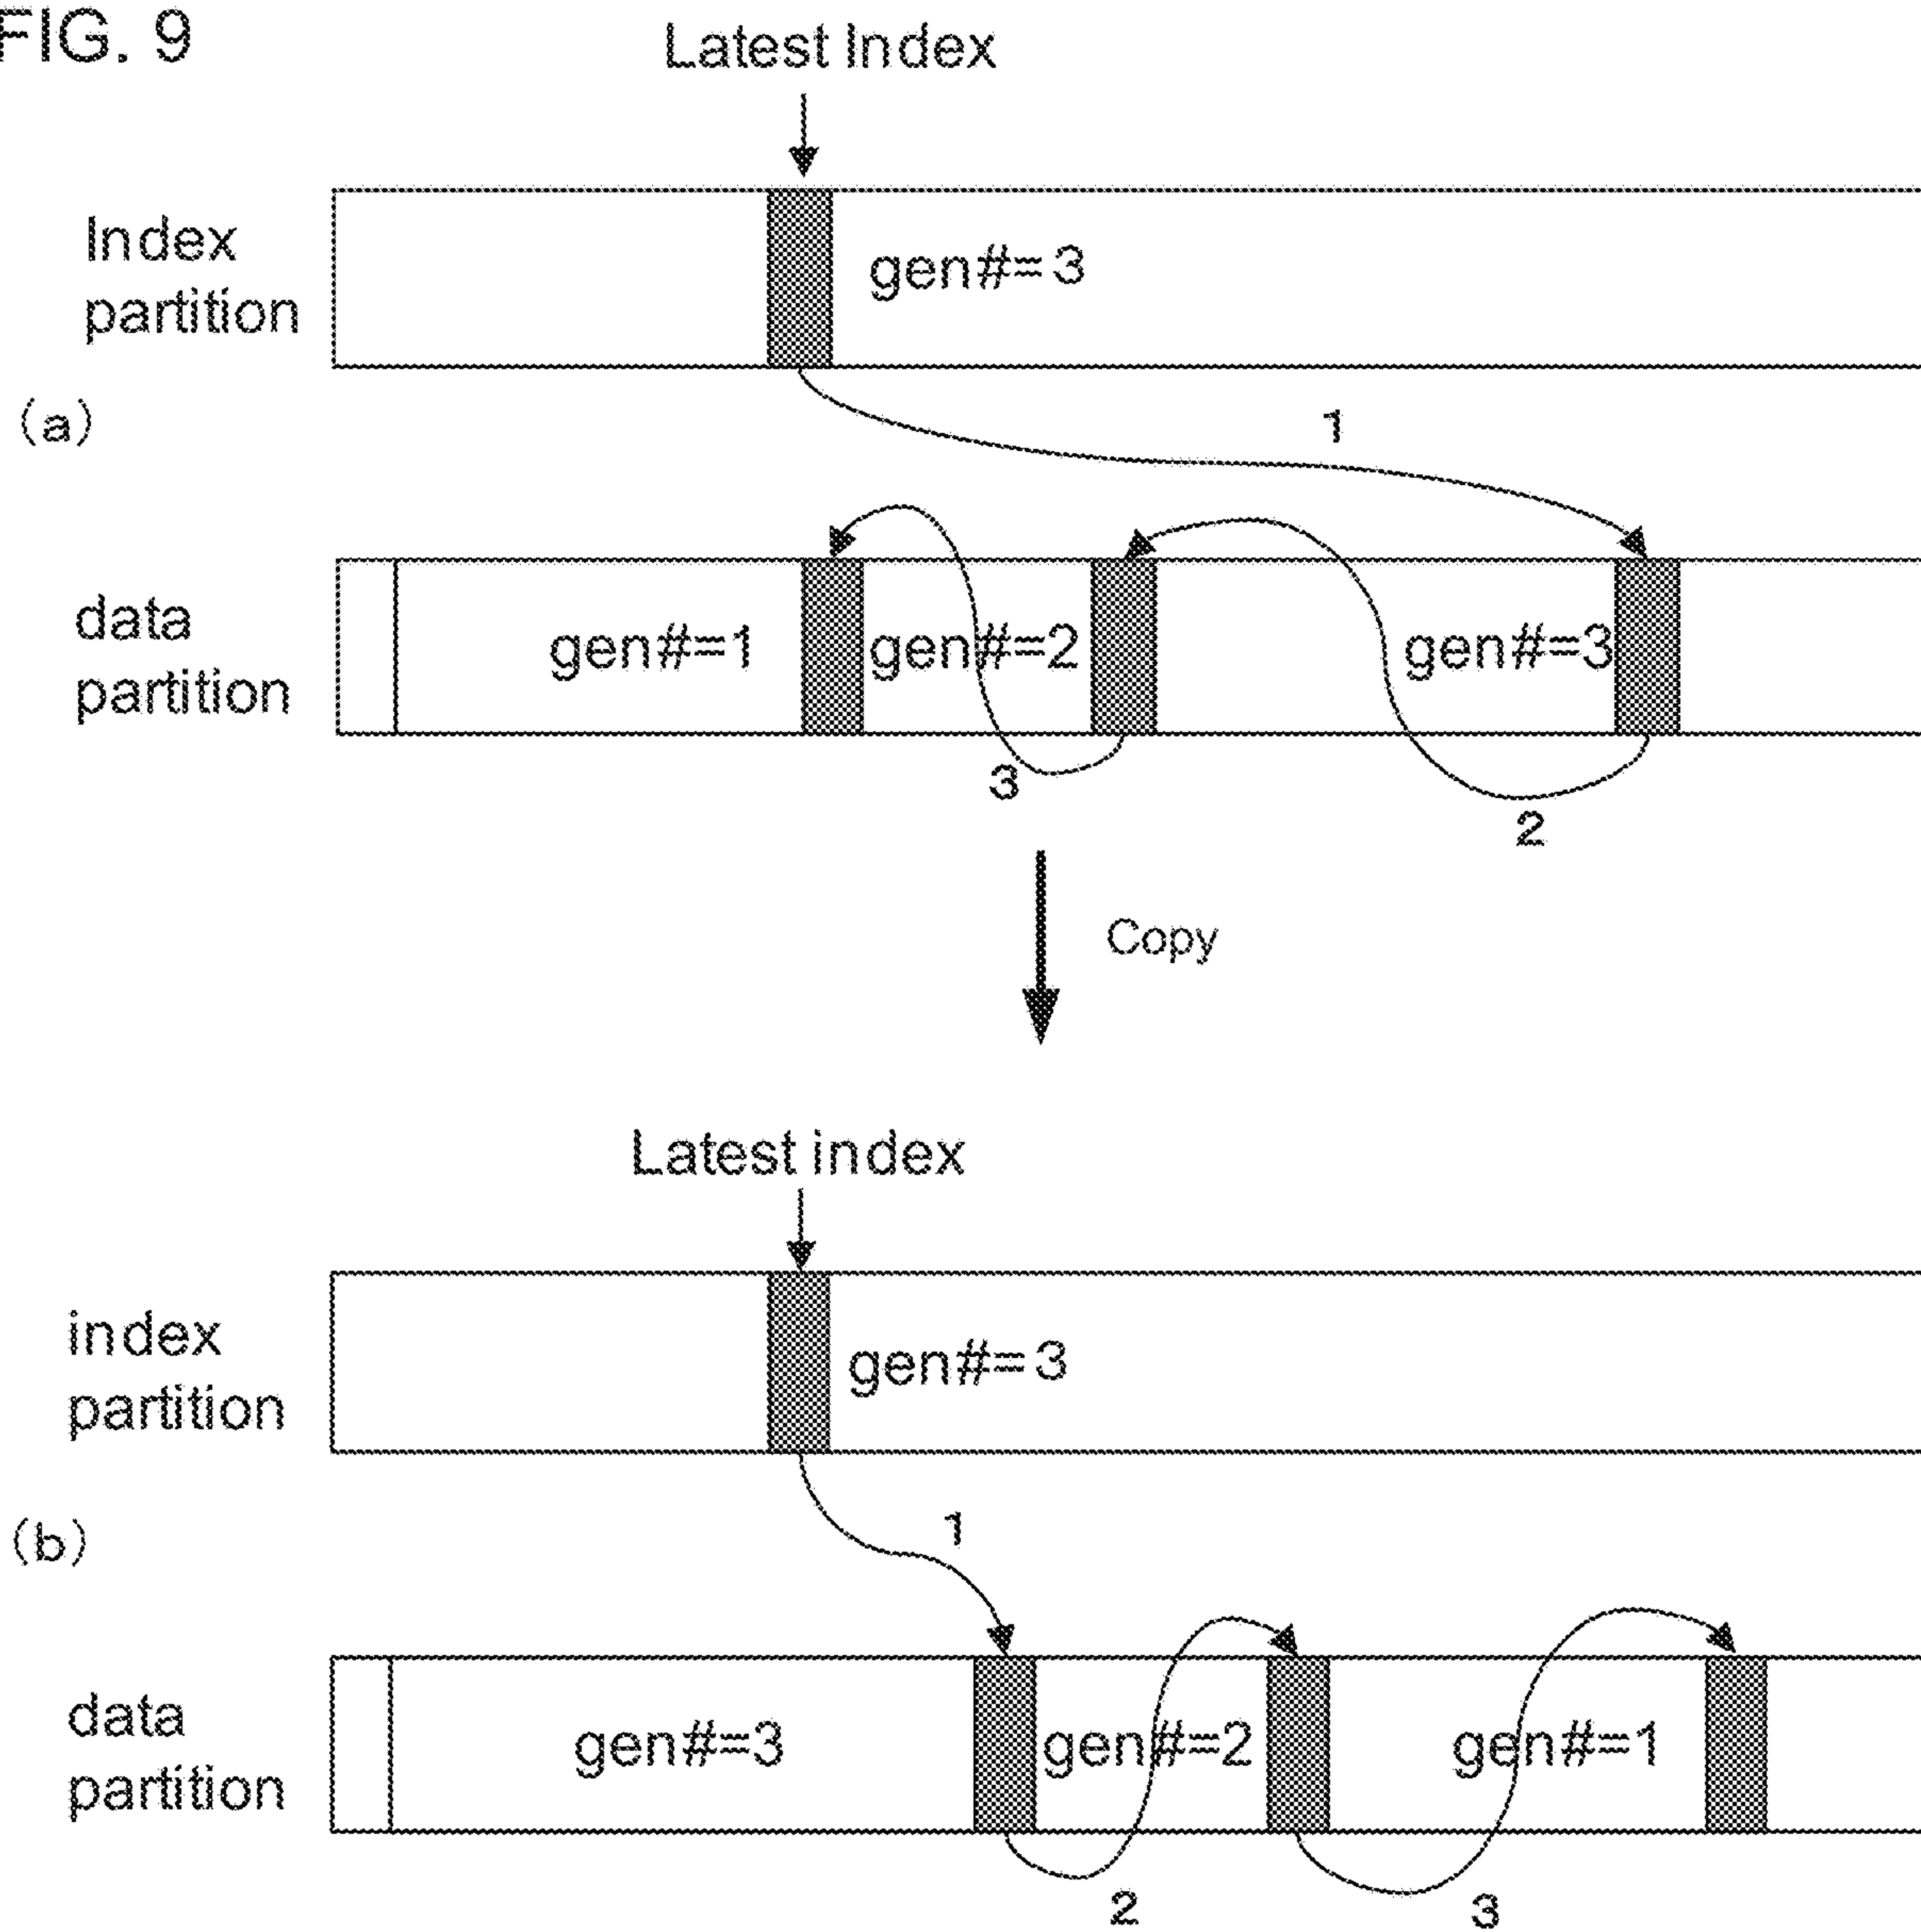 FIG. 9
Latest Index
Index
partition
gen#=3
(a)
1
data
partition
gen#=1
gen#=2
gen#=3
3
2
Copy
Latest index
index
partition
gen#=3
(b)
1
data
partition
gen#=3
gen#=2
gen#=1
2
3